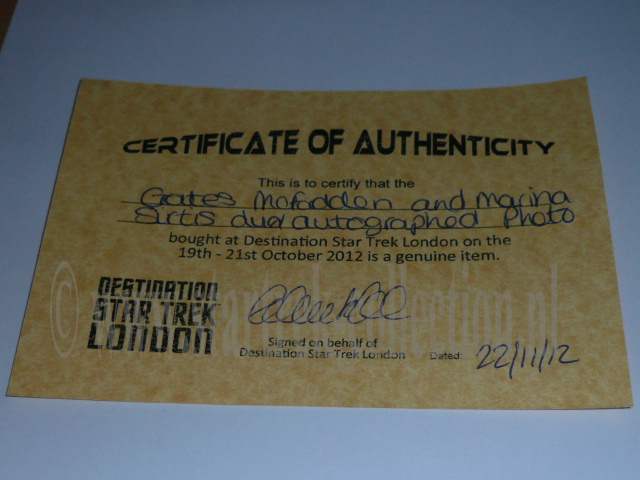 CERTIFICATE OF AUTHENTICITY
This is to certify that the
Gates McFadden and Marina
Sirtis duel autographed Photo
bought at Destination Star Trek London on the
19th - 21st October 2012 is a genuine item.
DESTINATION
STAR TREK
LONDON
Signed on behalf of
Destination Star Trek London
Dated: 22/11/12